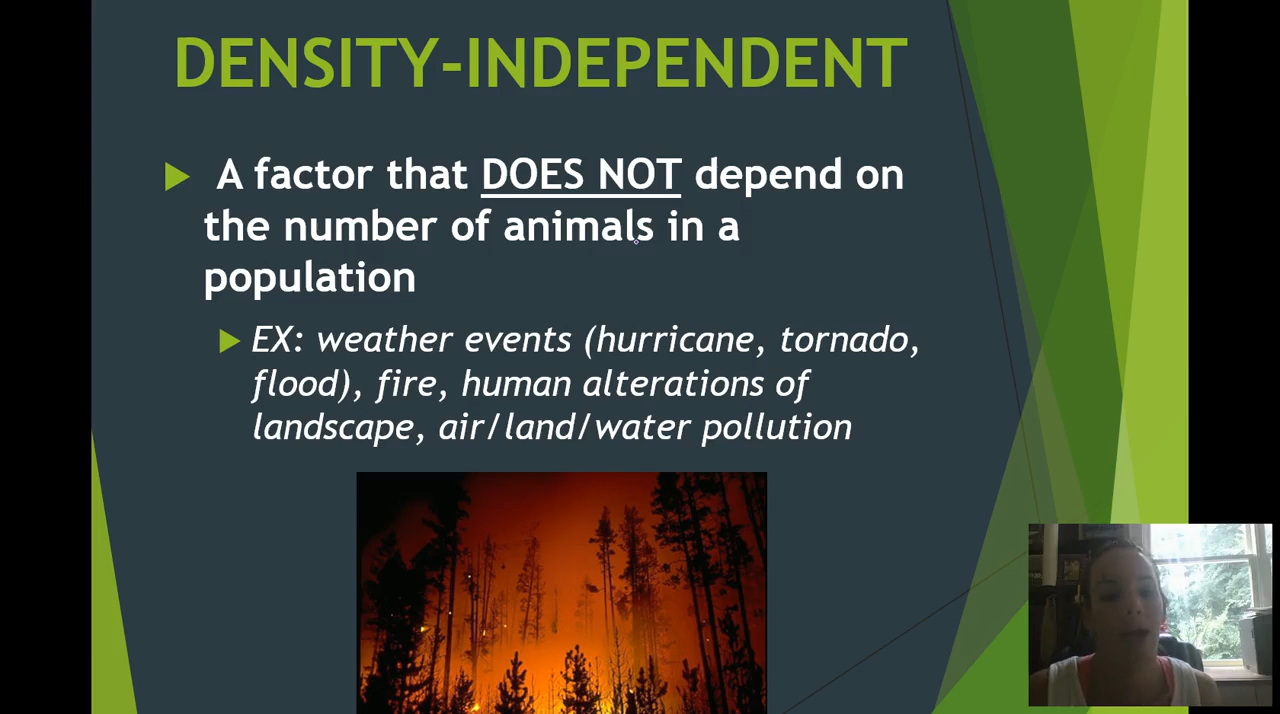 DENSITY-INDEPENDENT
A factor that DOES NOT depend on
the number of animals in a
population
EX: weather events (hurricane, tornado,
flood), fire, human alterations of
landscape, air/land/water pollution